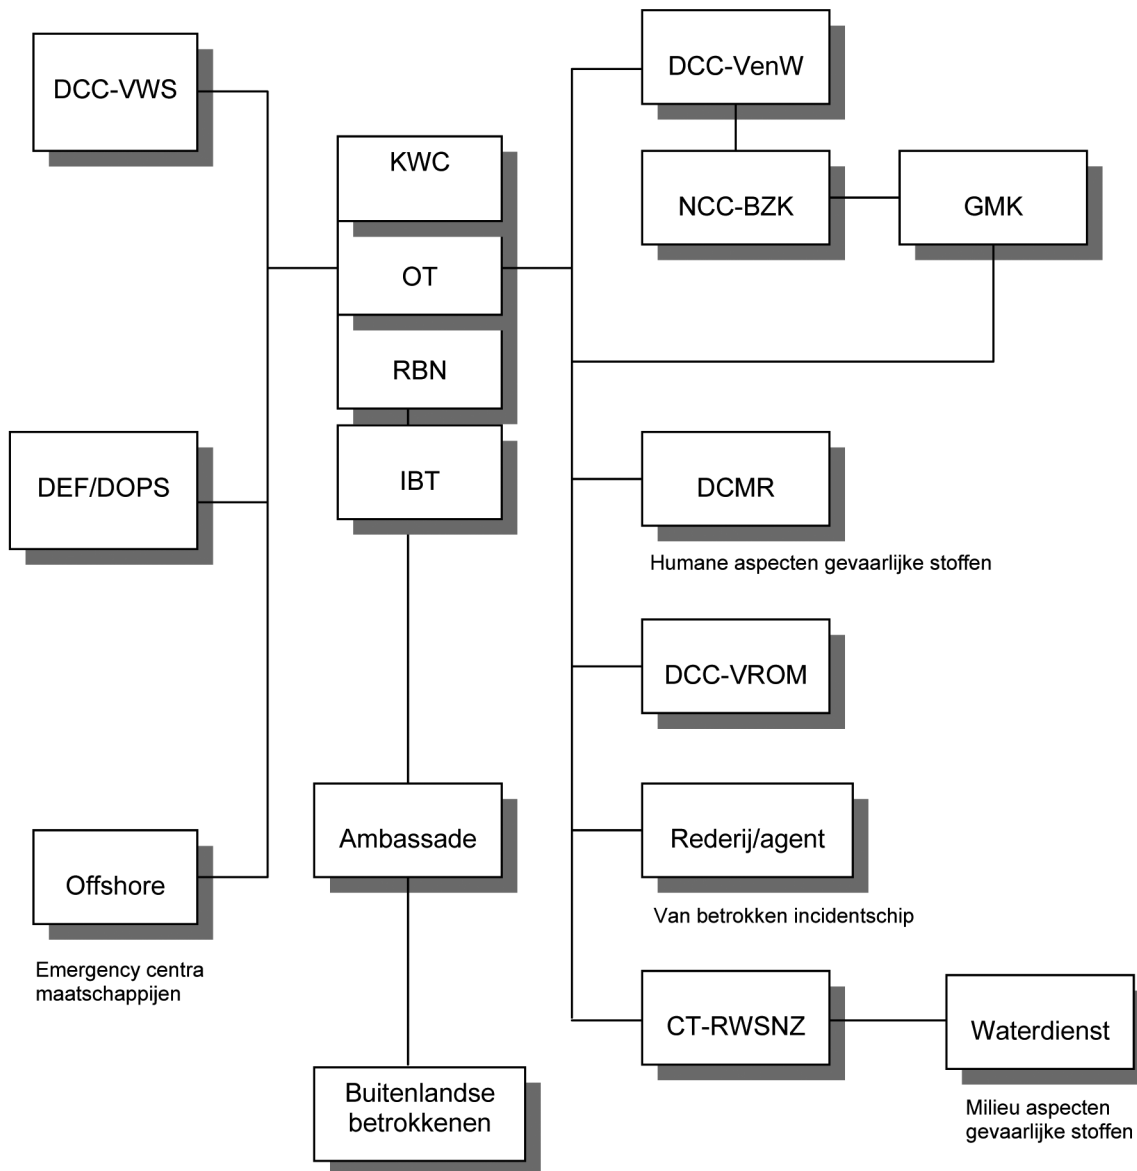 DCC-VWS
DCC-VenW
KWC
NCC-BZK
GMK
OT
RBN
IBT
DEF/DOPS
DCMR
Humane aspecten gevaarlijke stoffen
DCC-VROM
Ambassade
Rederij/agent
Van betrokken incidentschip
Offshore
Emergency centra
maatschappijen
CT-RWSNZ
Waterdienst
Milieu aspecten
gevaarlijke stoffen
Buitenlandse
betrokkenen